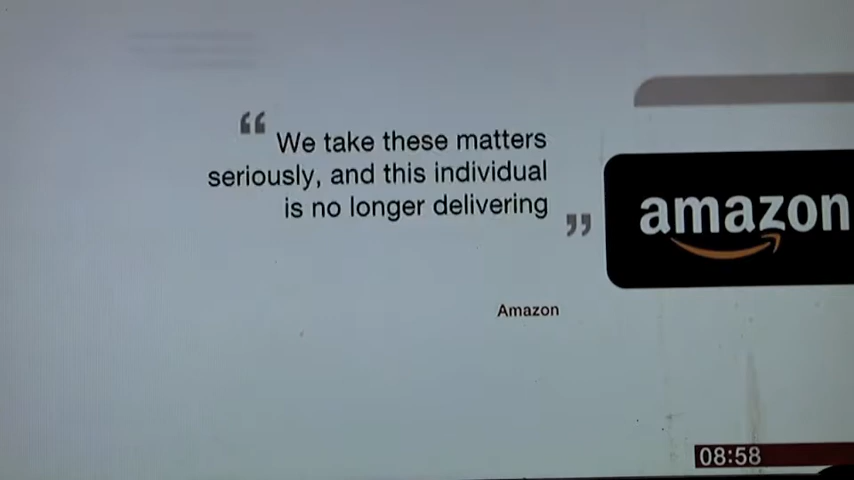 “ We take these matters
seriously, and this individual
is no longer delivering ”
Amazon
amazon
08:58